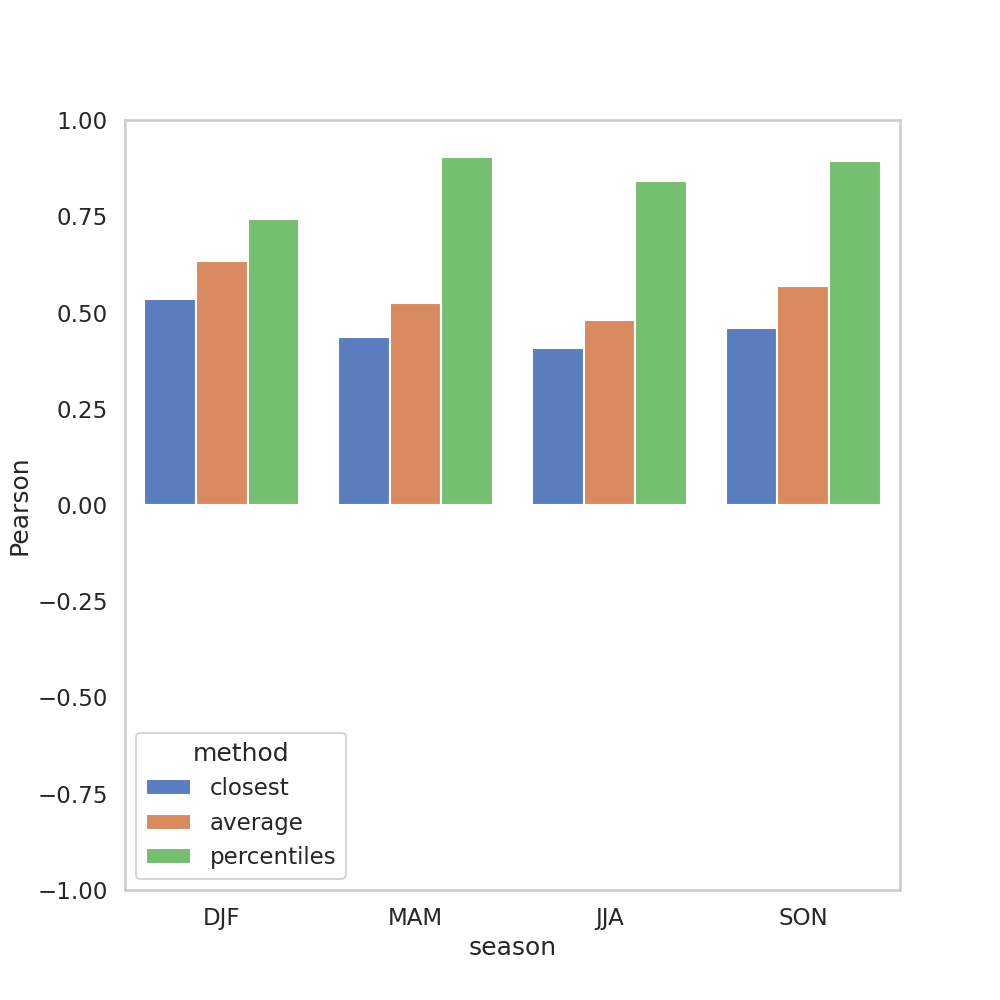 1.00
0.75
0.50
0.25
0.00
−0.25
−0.50
−0.75
−1.00
Pearson
method
closest
average
percentiles
DJF MAM JJA SON
season